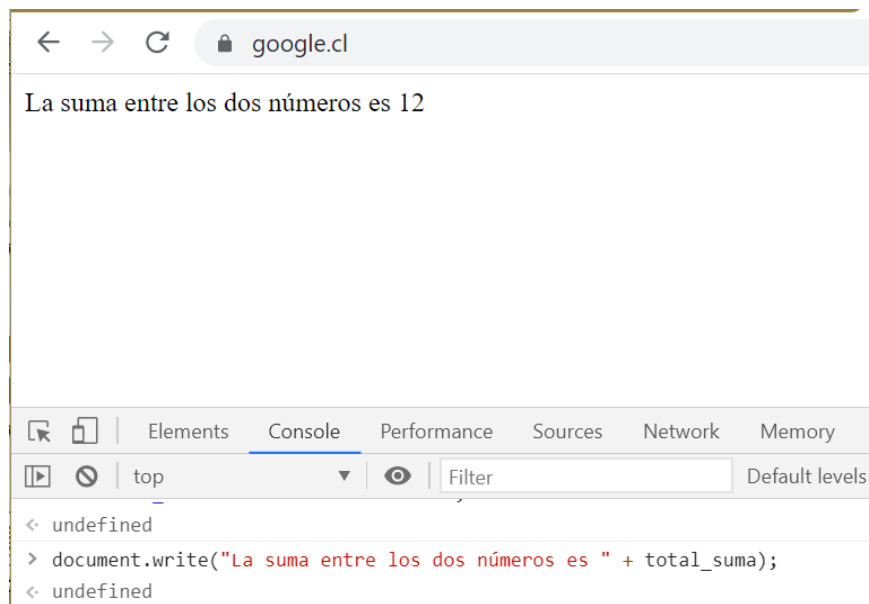 google.cl
La suma entre los dos números es 12
Elements Console Performance Sources Network Memory
top Filter Default levels
undefined
> document.write("La suma entre los dos números es " + total_suma);
undefined